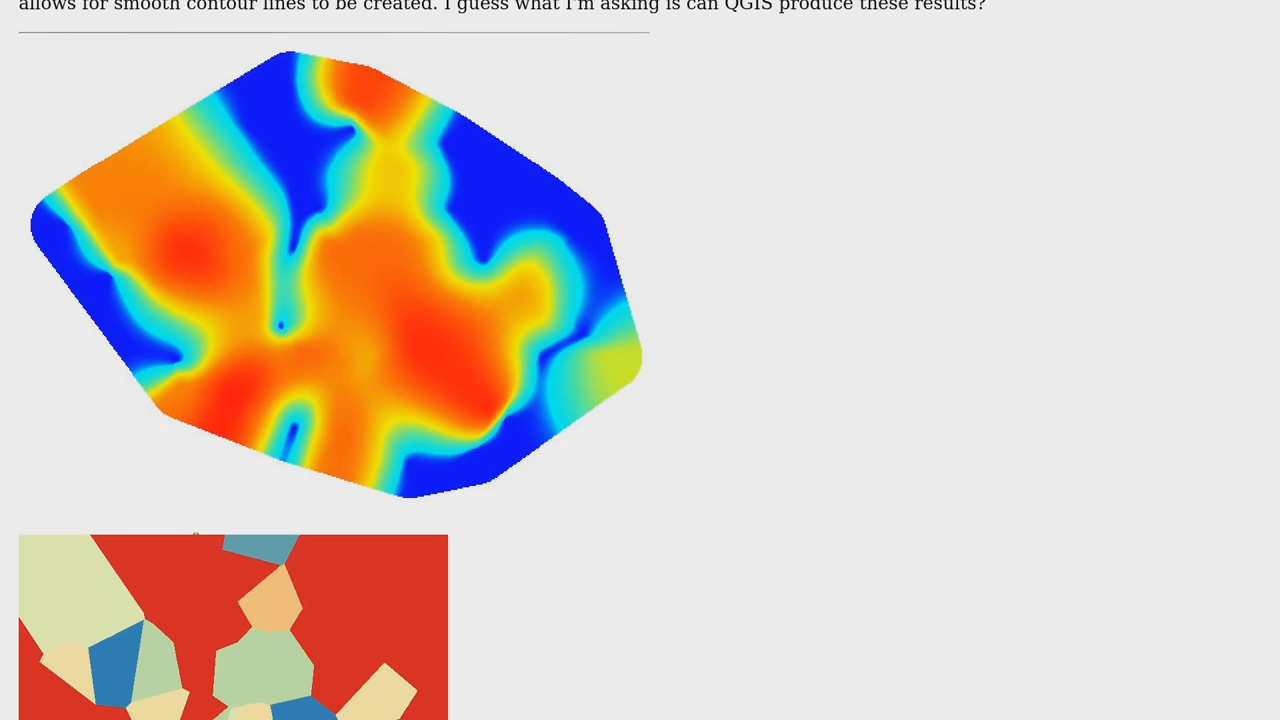 allows for smooth contour lines to be created. I guess what I'm asking is can QGIS produce these results?